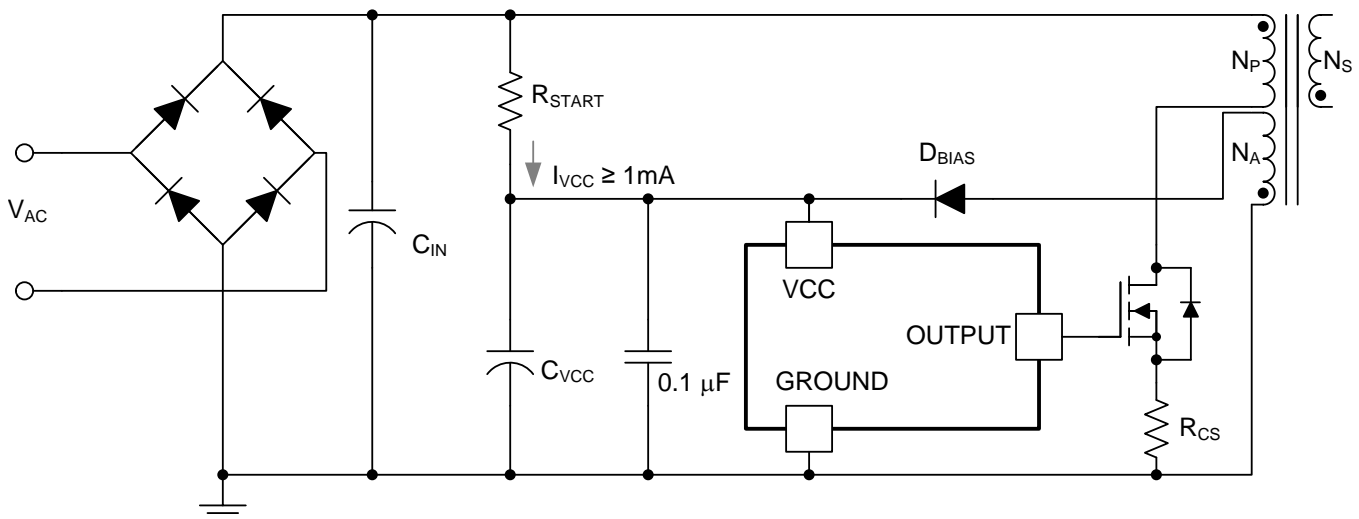 N_P
N_S
R_START
D_BIAS
N_A
I_VCC ≥ 1mA
V_AC
C_IN
VCC
OUTPUT
C_VCC
0.1 μF
GROUND
R_CS